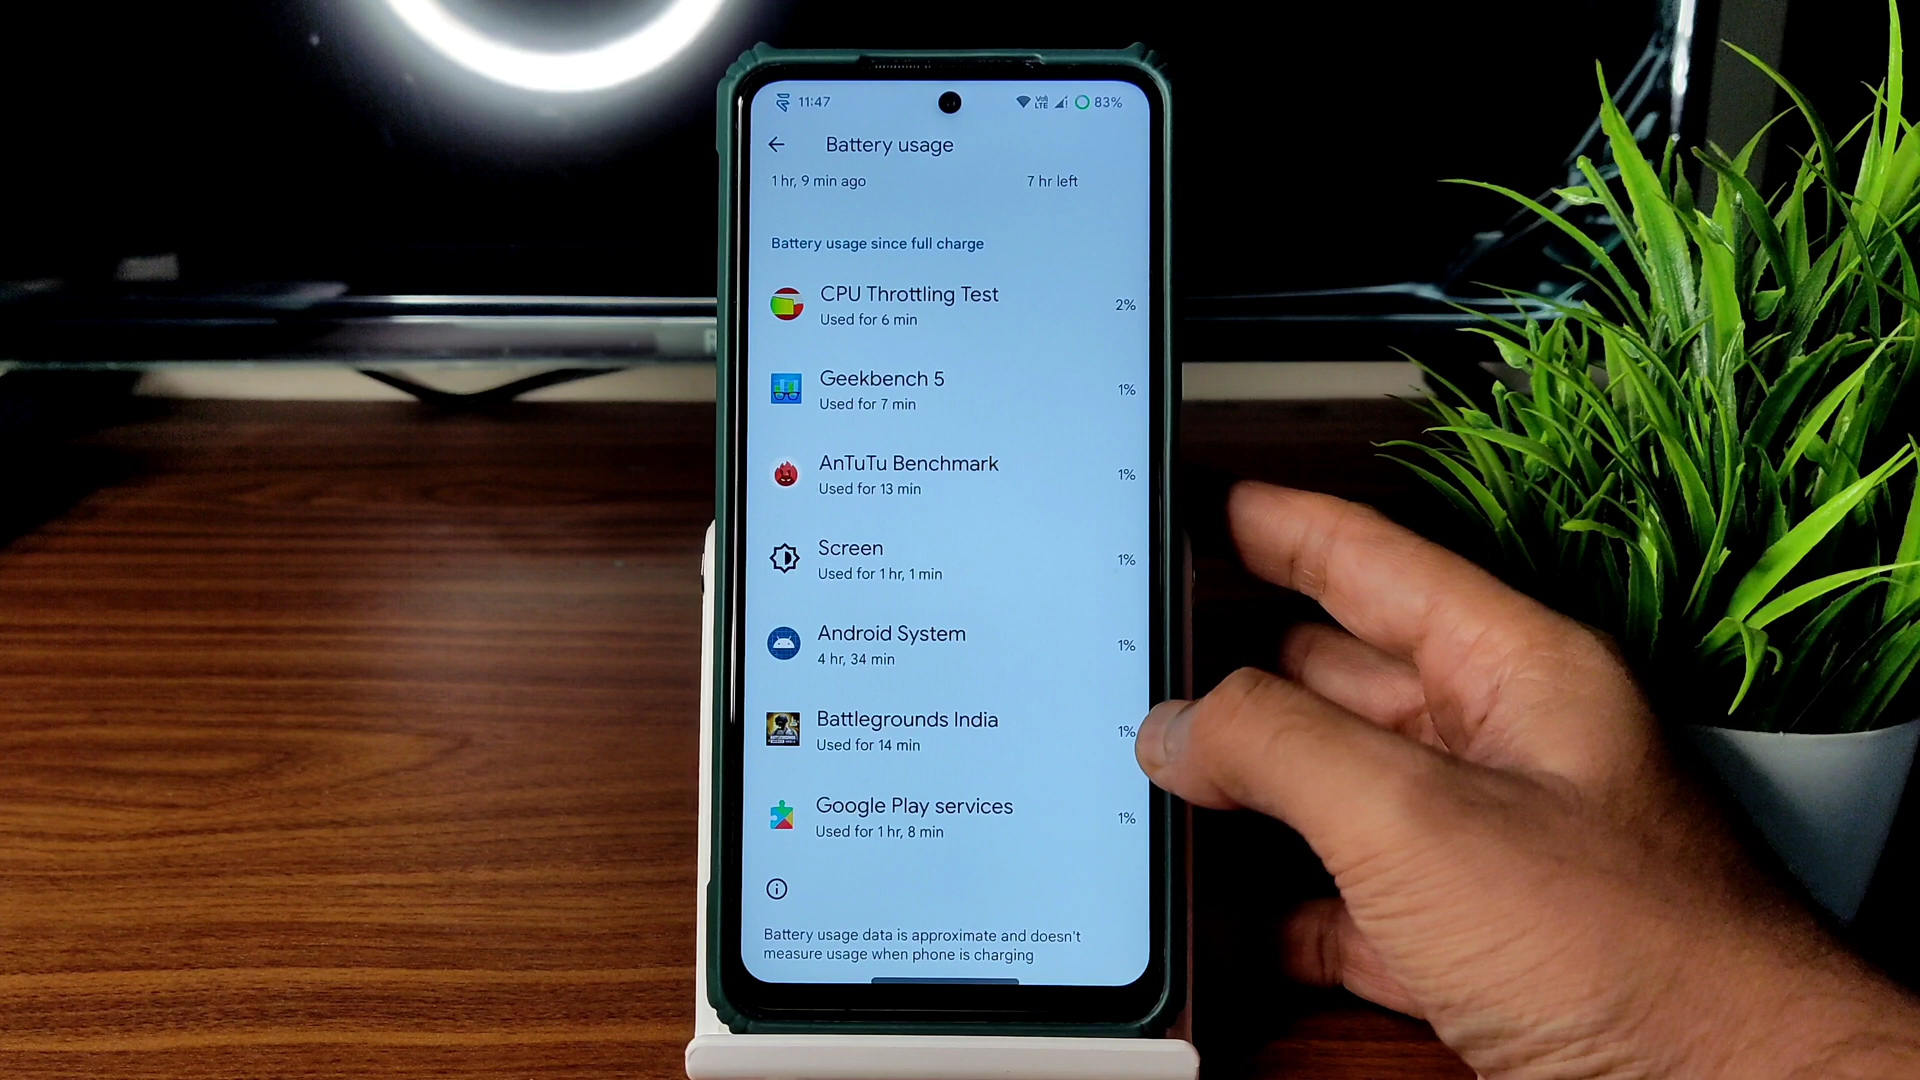 11:47
Vo) LTE
83%
Battery usage
1 hr, 9 min ago
7 hr left
Battery usage since full charge
CPU Throttling Test
2%
Used for 6 min
Geekbench 5
1%
Used for 7 min
AnTuTu Benchmark
1%
Used for 13 min
Screen
1%
Used for 1 hr, 1 min
Android System
1%
4 hr, 34 min
Battlegrounds India
1%
Used for 14 min
Google Play services
1%
Used for 1 hr, 8 min
Battery usage data is approximate and doesn't
measure usage when phone is charging